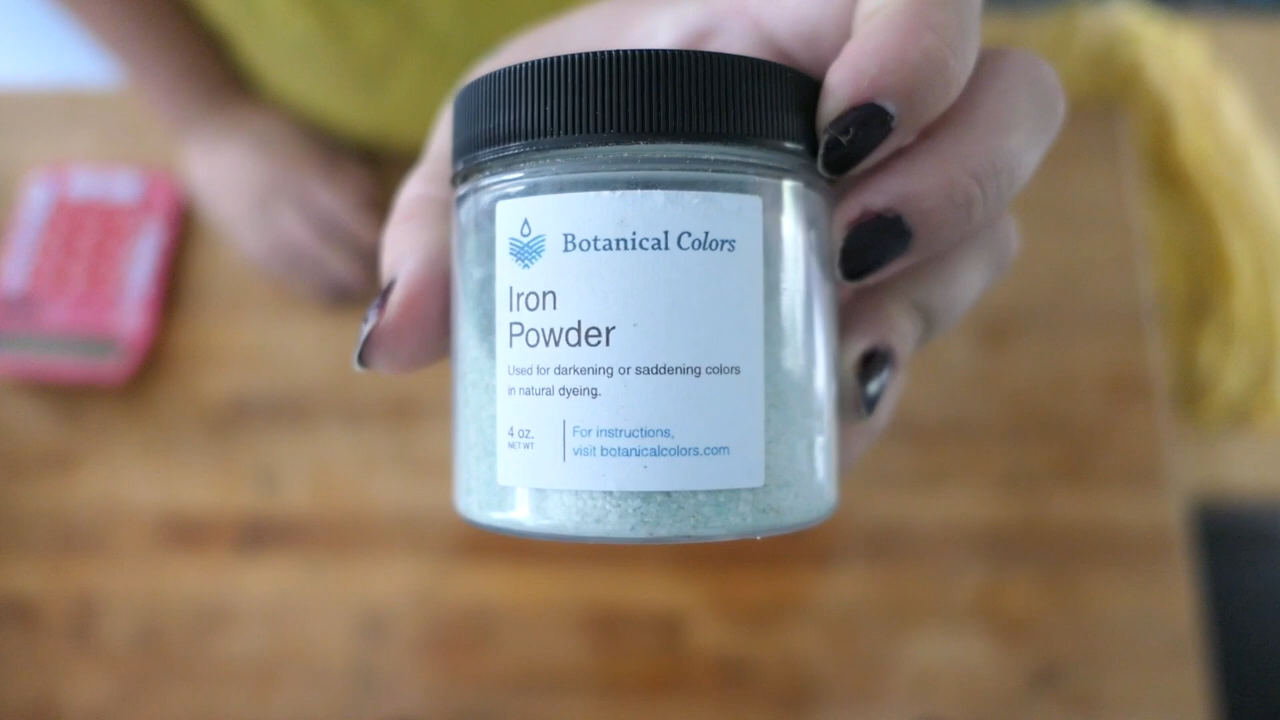 Botanical Colors
Iron
Powder
Used for darkening or saddening colors
in natural dyeing.
4 oz.
NET WT
For instructions,
visit botanicalcolors.com